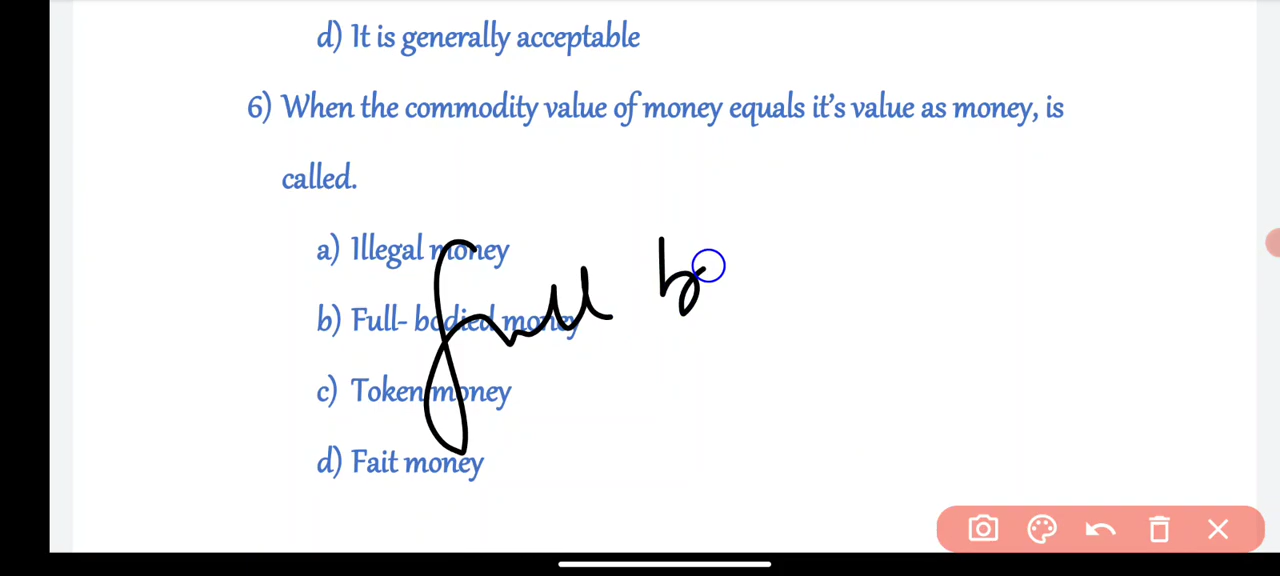 d) It is generally acceptable
6) When the commodity value of money equals it's value as money, is
called.
a) Illegal money
b) Full- bodied money
c) Token money
d) Fait money
full b